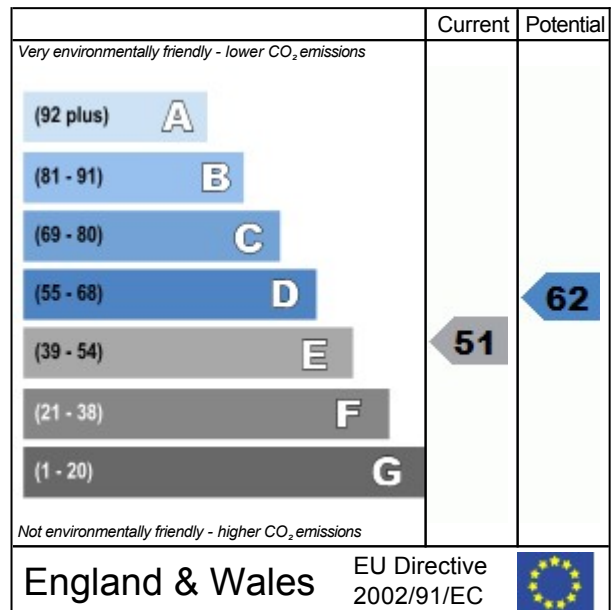 Current Potential
Very environmentally friendly - lower CO₂ emissions
(92 plus) A
(81 - 91) B
(69 - 80) C
(55 - 68) D
62
(39 - 54) E
51
(21 - 38) F
(1 - 20) G
Not environmentally friendly - higher CO₂ emissions
England & Wales
EU Directive
2002/91/EC